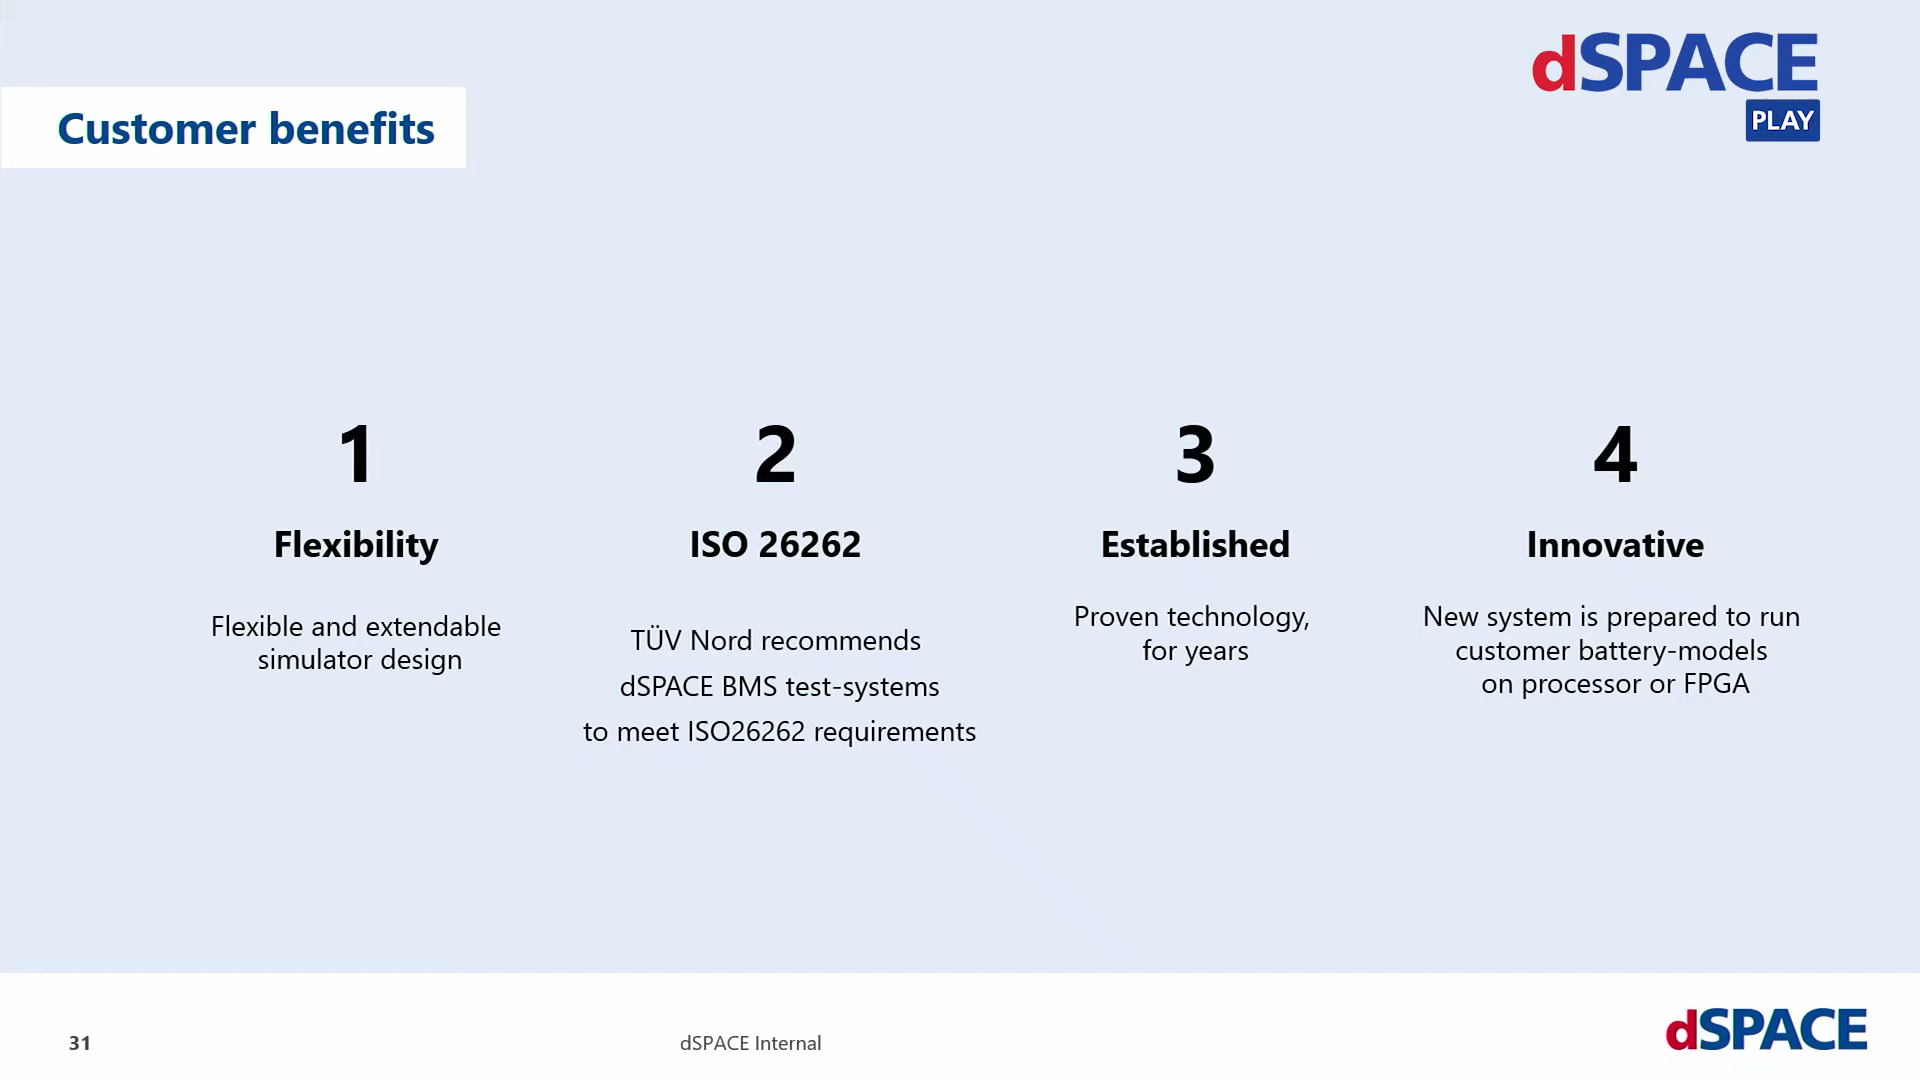 dSPACE
PLAY
Customer benefits
1
Flexibility
Flexible and extendable
simulator design
2
ISO 26262
TÜV Nord recommends
dSPACE BMS test-systems
to meet ISO26262 requirements
3
Established
Proven technology,
for years
4
Innovative
New system is prepared to run
customer battery-models
on processor or FPGA
31
dSPACE Internal
dSPACE